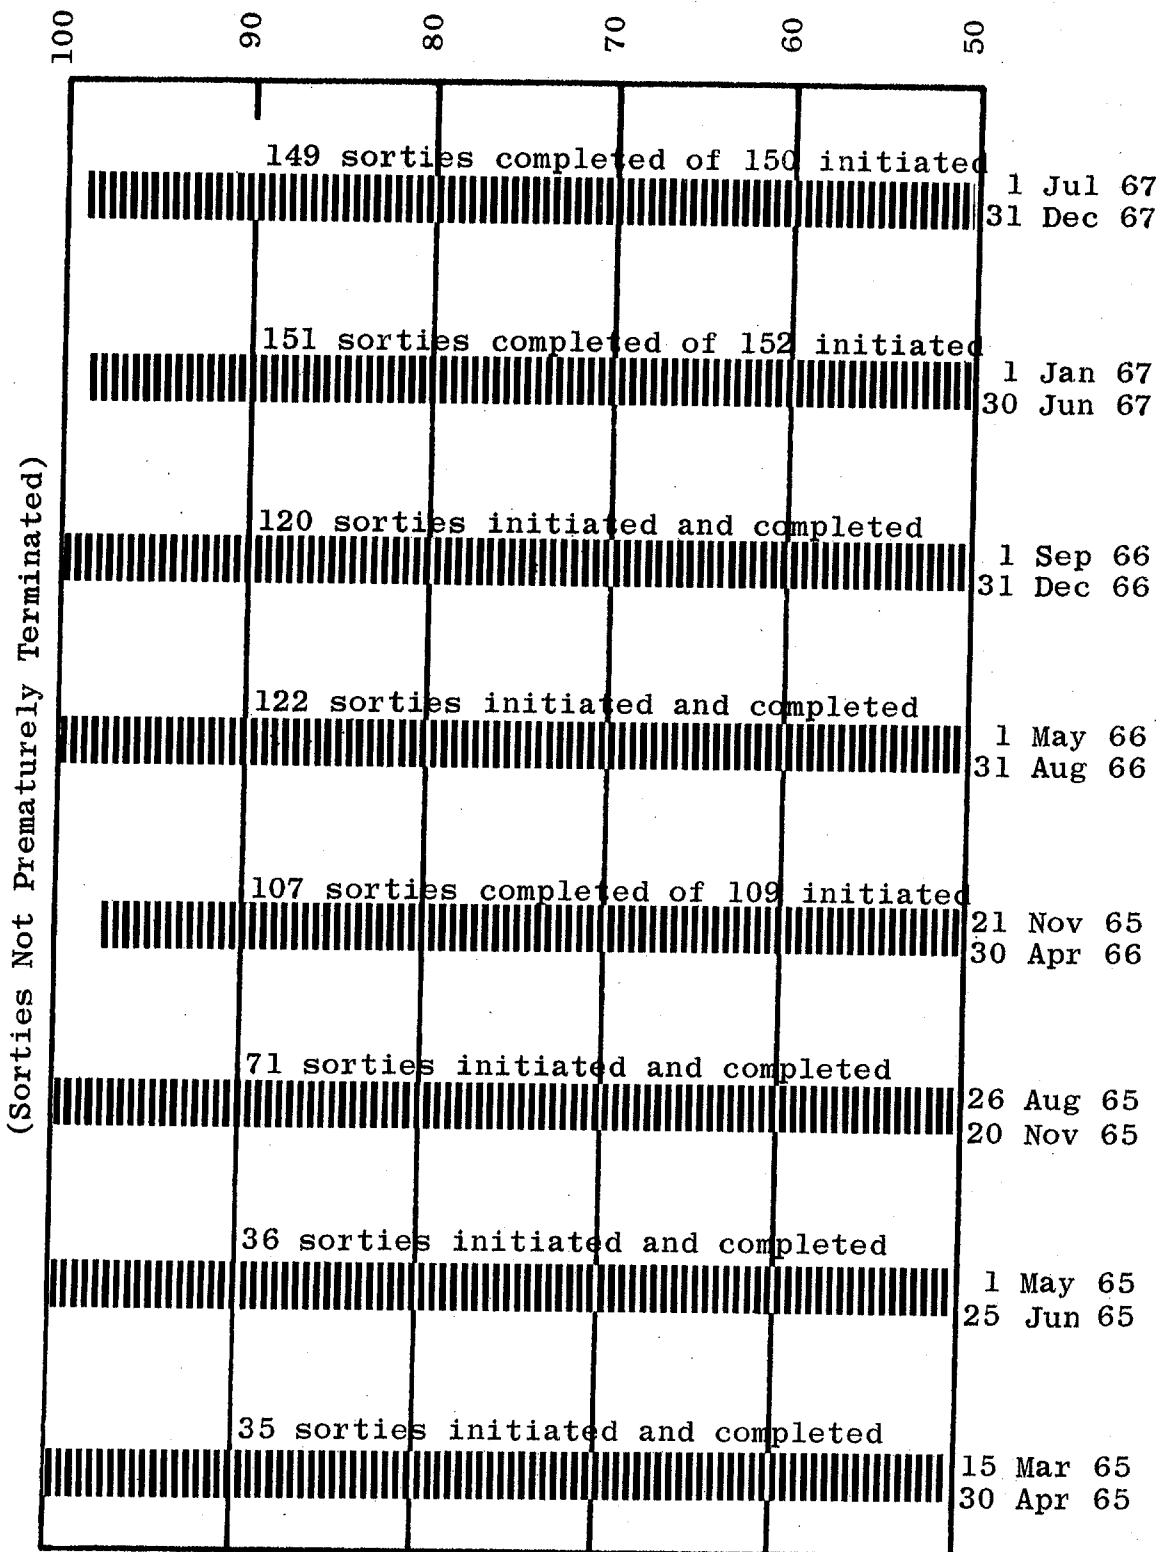 100
90
80
70
60
50
149 sorties completed of 150 initiated
1 Jul 67
31 Dec 67
151 sorties completed of 152 initiated
1 Jan 67
30 Jun 67
120 sorties initiated and completed
1 Sep 66
31 Dec 66
122 sorties initiated and completed
1 May 66
31 Aug 66
107 sorties completed of 109 initiated
21 Nov 65
30 Apr 66
71 sorties initiated and completed
26 Aug 65
20 Nov 65
36 sorties initiated and completed
1 May 65
25 Jun 65
35 sorties initiated and completed
15 Mar 65
30 Apr 65
(Sorties Not Prematurely Terminated)